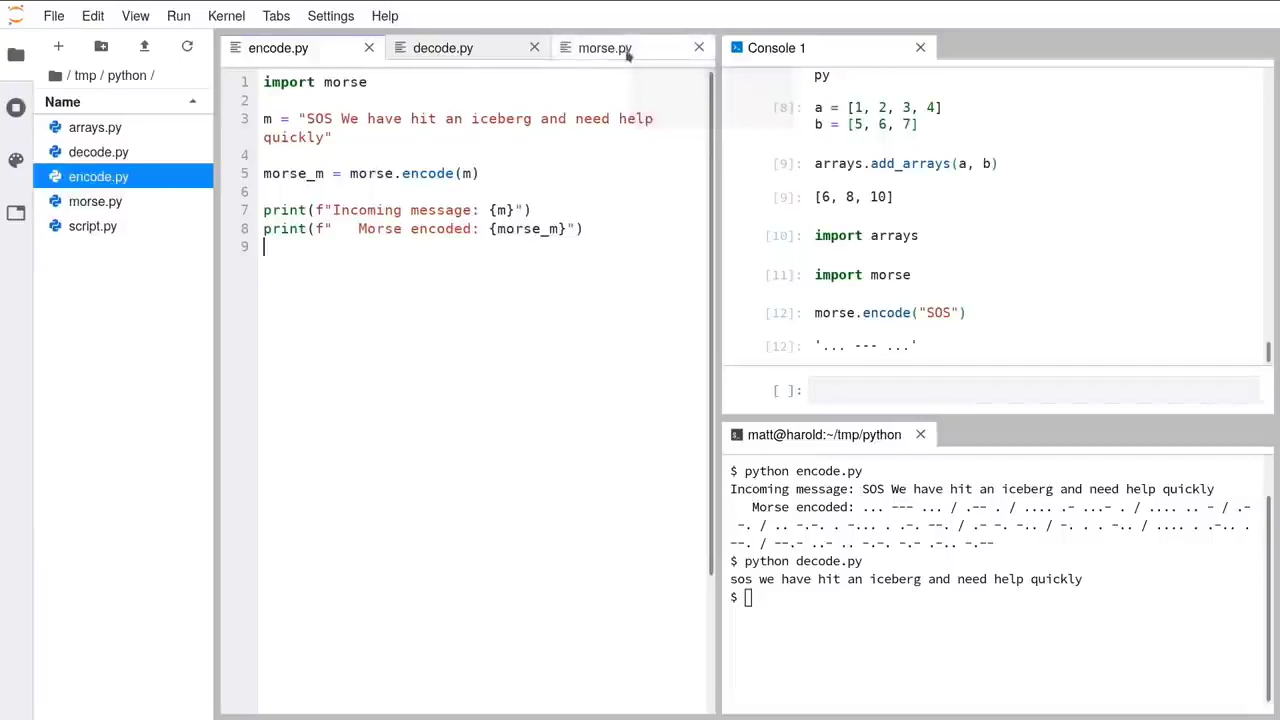 File Edit View Run Kernel Tabs Settings Help
/ tmp / python /
Name
arrays.py
decode.py
encode.py
morse.py
script.py
encode.py decode.py morse.py
1 import morse
2
3 m = "SOS We have hit an iceberg and need help
quickly"
4
5 morse_m = morse.encode(m)
6
7 print(f"Incoming message: {m}")
8 print(f"   Morse encoded: {morse_m}")
9
Console 1
py
[8]: a = [1, 2, 3, 4]
b = [5, 6, 7]
[9]: arrays.add_arrays(a, b)
[9]: [6, 8, 10]
[10]: import arrays
[11]: import morse
[12]: morse.encode("SOS")
[12]: '... --- ...'
[ ]:
matt@harold:~/tmp/python
$ python encode.py
Incoming message: SOS We have hit an iceberg and need help quickly
   Morse encoded: ... --- ... / .-- . / .... .- ...- . / .... .. - / .-
 -. / .. -.-. . -... . .-. --. / .- -. -.. / -. . . -.. / .... . .-.. .
--. / --.- ..- .. -.-. -.- .-.. -.--
$ python decode.py
sos we have hit an iceberg and need help quickly
$